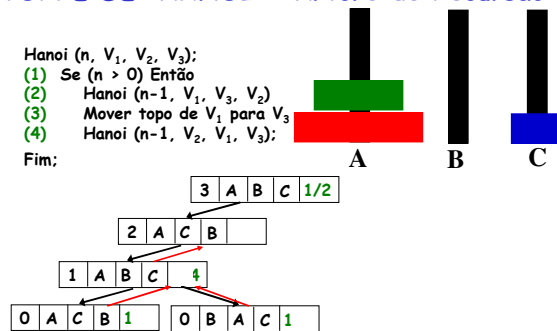 Hanoi (n, V₁, V₂, V₃);
(1) Se (n > 0) Então
(2) Hanoi (n-1, V₁, V₃, V₂)
(3) Mover topo de V₁ para V₃
(4) Hanoi (n-1, V₂, V₁, V₃);
Fim;
A B C
3 A B C 1/2
2 A C B
1 A B C 4
0 A C B 1
0 B A C 1